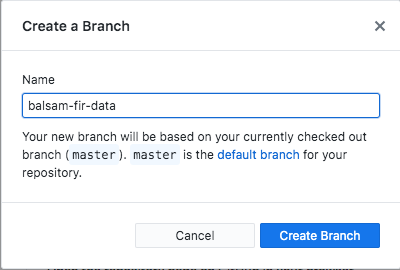 Create a Branch
Name
balsam-fir-data
Your new branch will be based on your currently checked out
branch (master). master is the default branch for your
repository.
Cancel
Create Branch